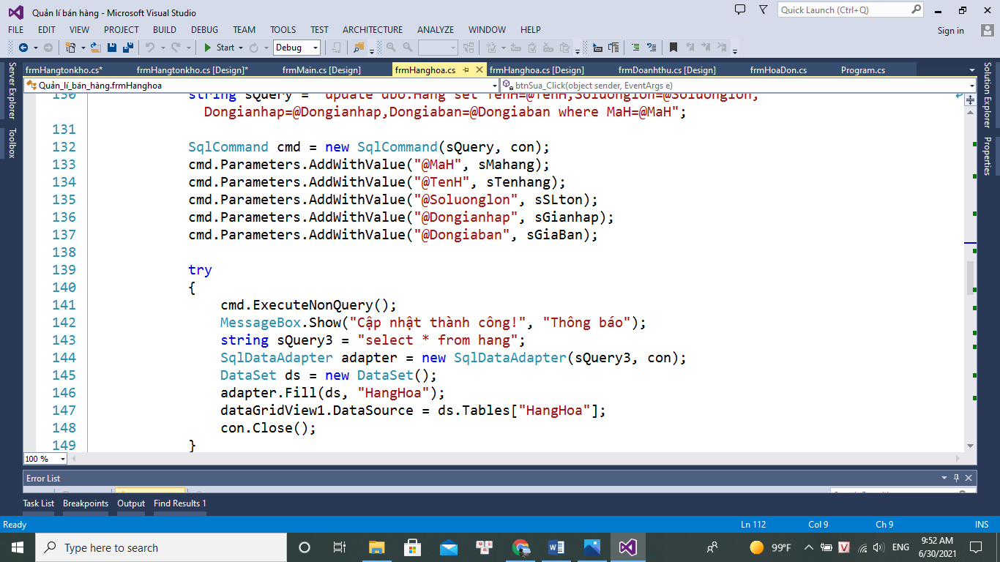 Quản lí bán hàng - Microsoft Visual Studio
Quick Launch (Ctrl+Q)
FILE EDIT VIEW PROJECT BUILD DEBUG TEAM TOOLS TEST ARCHITECTURE ANALYZE WINDOW HELP
Sign in
Start Debug
Server Explorer
Toolbox
Solution Explorer
Properties
frmHangtonkho.cs* frmHangtonkho.cs [Design]* frmMain.cs [Design] frmHanghoa.cs frmHanghoa.cs [Design] frmDoanhthu.cs [Design] frmHoaDon.cs Program.cs
Quản_lí_bán_hàng.frmHanghoa btnSua_Click(object sender, EventArgs e)
130 string sQuery = "update dbo.Hang set TenH=@TenH,Soluonglon=@Soluonglon,
Dongianhap=@Dongianhap,Dongiaban=@Dongiaban where MaH=@MaH";
131
132 SqlCommand cmd = new SqlCommand(sQuery, con);
133 cmd.Parameters.AddWithValue("@MaH", sMahang);
134 cmd.Parameters.AddWithValue("@TenH", sTenhang);
135 cmd.Parameters.AddWithValue("@Soluonglon", sSLton);
136 cmd.Parameters.AddWithValue("@Dongianhap", sGianhap);
137 cmd.Parameters.AddWithValue("@Dongiaban", sGiaBan);
138
139 try
140 {
141 cmd.ExecuteNonQuery();
142 MessageBox.Show("Cập nhật thành công!", "Thông báo");
143 string sQuery3 = "select * from hang";
144 SqlDataAdapter adapter = new SqlDataAdapter(sQuery3, con);
145 DataSet ds = new DataSet();
146 adapter.Fill(ds, "HangHoa");
147 dataGridView1.DataSource = ds.Tables["HangHoa"];
148 con.Close();
149 }
100 %
Error List
Task List Breakpoints Output Find Results 1
Ready Ln 112 Col 9 Ch 9 INS
Type here to search
99°F ENG 9:52 AM
6/30/2021